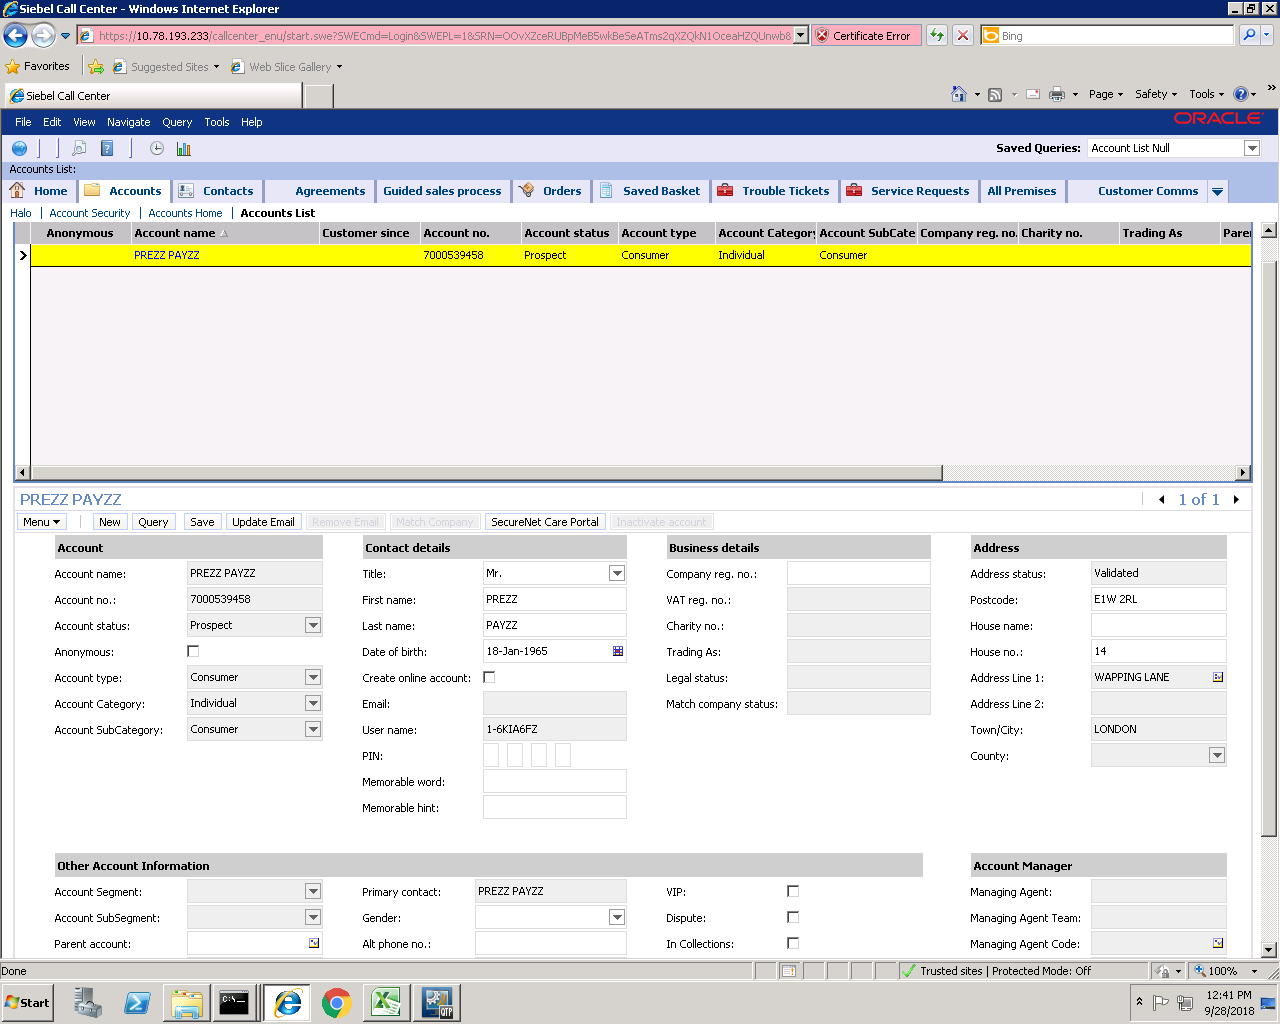 Siebel Call Center - Windows Internet Explorer
https://10.78.193.233/callcenter_enu/start.swe?SWECmd=Login&SWEPL=1&SRN=OOvXZceRUBpMeB5wkBeSeATms2qXZQkN1OceaHZQUnwb8
Certificate Error
Bing
Favorites
Suggested Sites
Web Slice Gallery
Siebel Call Center
Page
Safety
Tools
File Edit View Navigate Query Tools Help
ORACLE
Saved Queries: Account List Null
Accounts List:
Home Accounts Contacts Agreements Guided sales process Orders Saved Basket Trouble Tickets Service Requests All Premises Customer Comms
Halo | Account Security | Accounts Home | Accounts List
Anonymous Account name Customer since Account no. Account status Account type Account Category Account SubCate Company reg. no. Charity no. Trading As Parer
PREZZ PAYZZ 7000539458 Prospect Consumer Individual Consumer
PREZZ PAYZZ
1 of 1
Menu New Query Save Update Email Remove Email Match Company SecureNet Care Portal Inactivate account
Account Contact details Business details Address
Account name: PREZZ PAYZZ Title: Mr. Company reg. no.: Address status: Validated
Account no.: 7000539458 First name: PREZZ VAT reg. no.: Postcode: E1W 2RL
Account status: Prospect Last name: PAYZZ Charity no.: House name:
Anonymous: Date of birth: 18-Jan-1965 Trading As: House no.: 14
Account type: Consumer Create online account: Legal status: Address Line 1: WAPPING LANE
Account Category: Individual Email: Match company status: Address Line 2:
Account SubCategory: Consumer User name: 1-6KIA6FZ Town/City: LONDON
PIN: County:
Memorable word:
Memorable hint:
Other Account Information Account Manager
Account Segment: Primary contact: PREZZ PAYZZ VIP: Managing Agent:
Account SubSegment: Gender: Dispute: Managing Agent Team:
Parent account: Alt phone no.: In Collections: Managing Agent Code:
Done Trusted sites | Protected Mode: Off 100%
Start
C:\
QTP
12:41 PM
9/28/2018